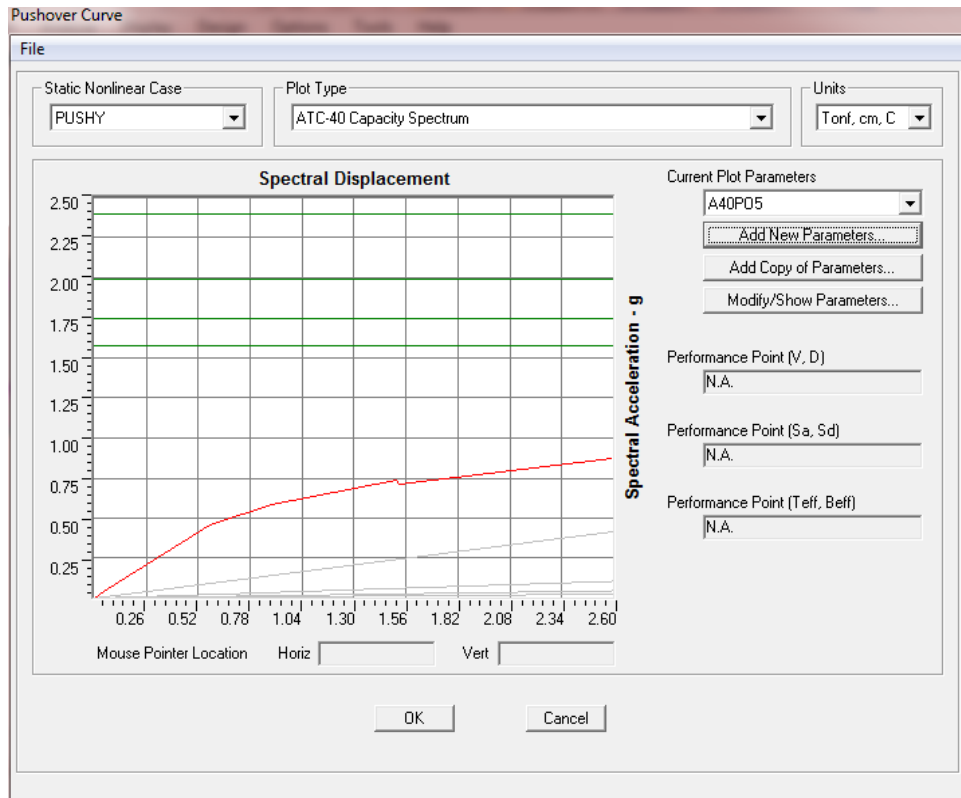 Pushover Curve
File
Static Nonlinear Case
PUSHY
Plot Type
ATC-40 Capacity Spectrum
Units
Tonf, cm, C
Spectral Displacement
2.50
2.25
2.00
1.75
1.50
1.25
1.00
0.75
0.50
0.25
0.26 0.52 0.78 1.04 1.30 1.56 1.82 2.08 2.34 2.60
Spectral Acceleration - g
Mouse Pointer Location Horiz Vert
Current Plot Parameters
A40PO5
Add New Parameters...
Add Copy of Parameters...
Modify/Show Parameters...
Performance Point (V, D)
N.A.
Performance Point (Sa, Sd)
N.A.
Performance Point (Teff, Beff)
N.A.
OK Cancel